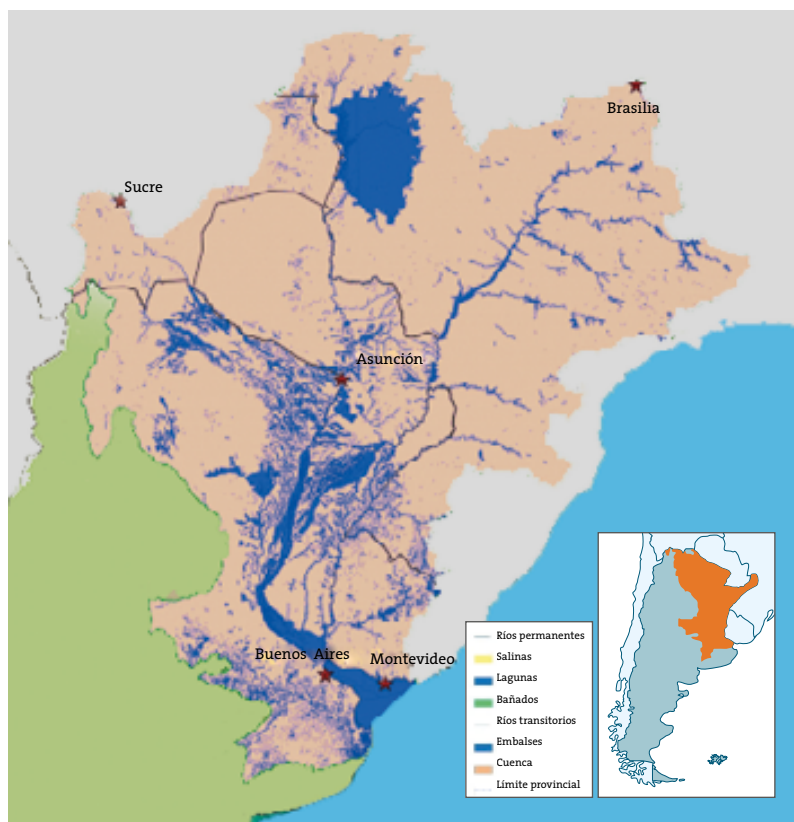 Brasilia
Sucre
Asunción
Buenos Aires
Montevideo
Ríos permanentes
Salinas
Lagunas
Bañados
Ríos transitorios
Embalses
Cuenca
Límite provincial